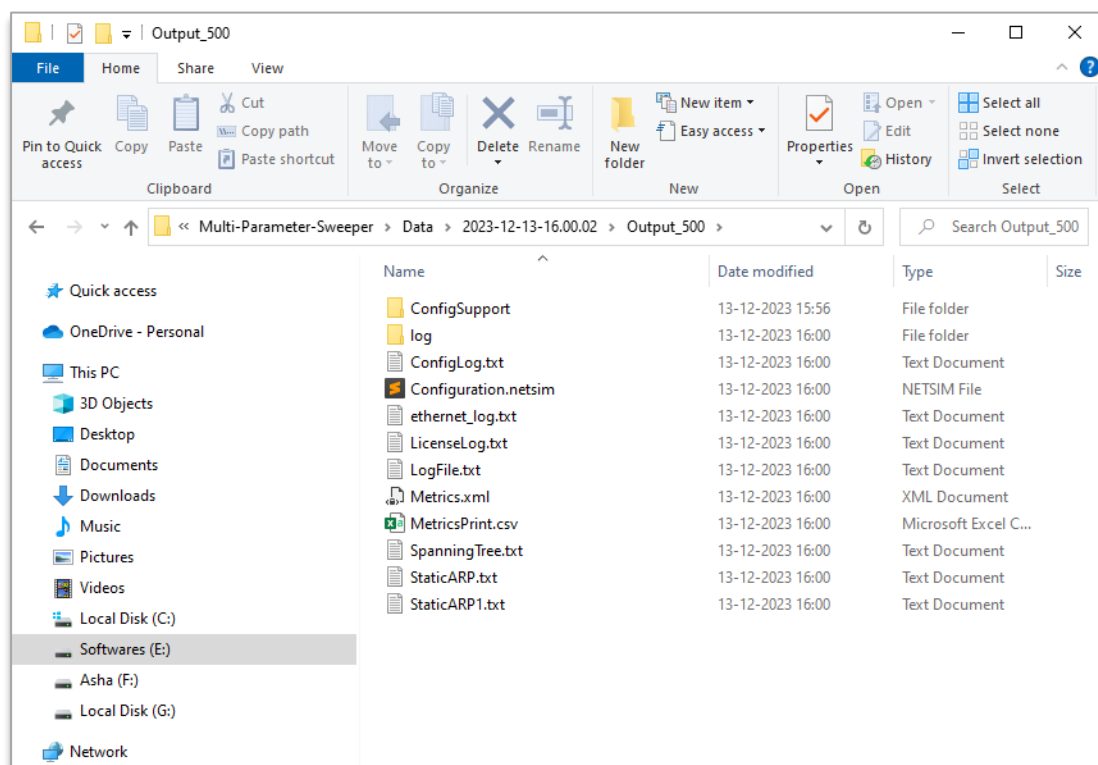 Output_500
File Home Share View
Pin to Quick access
Copy
Paste
Cut
Copy path
Paste shortcut
Clipboard
Move to
Copy to
Delete
Rename
Organize
New folder
New item
Easy access
New
Properties
Open
Edit
History
Open
Select all
Select none
Invert selection
Select
« Multi-Parameter-Sweeper > Data > 2023-12-13-16.00.02 > Output_500 >
Search Output_500
Quick access
OneDrive - Personal
This PC
3D Objects
Desktop
Documents
Downloads
Music
Pictures
Videos
Local Disk (C:)
Softwares (E:)
Asha (F:)
Local Disk (G:)
Network
Name Date modified Type Size
ConfigSupport 13-12-2023 15:56 File folder
log 13-12-2023 16:00 File folder
ConfigLog.txt 13-12-2023 16:00 Text Document
Configuration.netsim 13-12-2023 16:00 NETSIM File
ethernet_log.txt 13-12-2023 16:00 Text Document
LicenseLog.txt 13-12-2023 16:00 Text Document
LogFile.txt 13-12-2023 16:00 Text Document
Metrics.xml 13-12-2023 16:00 XML Document
MetricsPrint.csv 13-12-2023 16:00 Microsoft Excel C...
SpanningTree.txt 13-12-2023 16:00 Text Document
StaticARP.txt 13-12-2023 16:00 Text Document
StaticARP1.txt 13-12-2023 16:00 Text Document